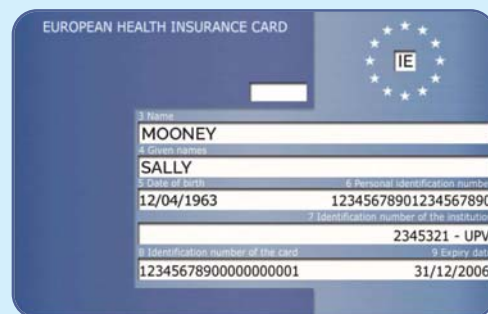 EUROPEAN HEALTH INSURANCE CARD
IE
3 Name
MOONEY
4 Given names
SALLY
5 Date of birth 6 Personal identification number
12/04/1963 12345678901234567890
7 Identification number of the institution
2345321 - UPV
8 Identification number of the card 9 Expiry date
12345678900000000001 31/12/2006